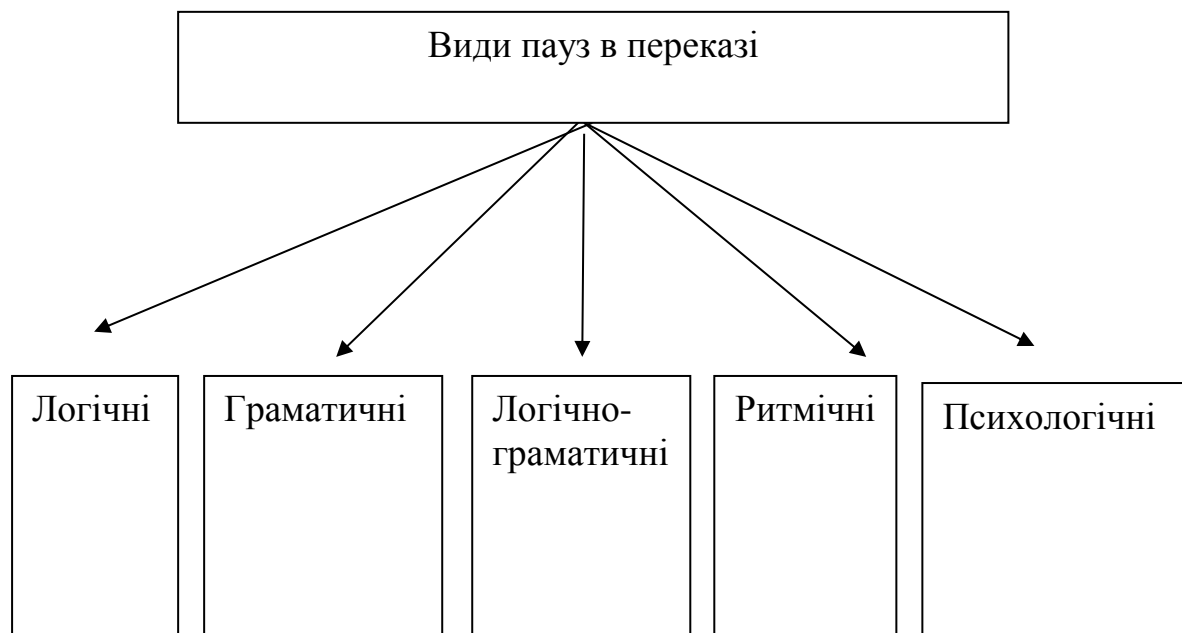 Види пауз в переказі
Логічні
Граматичні
Логічно-
граматичні
Ритмічні
Психологічні